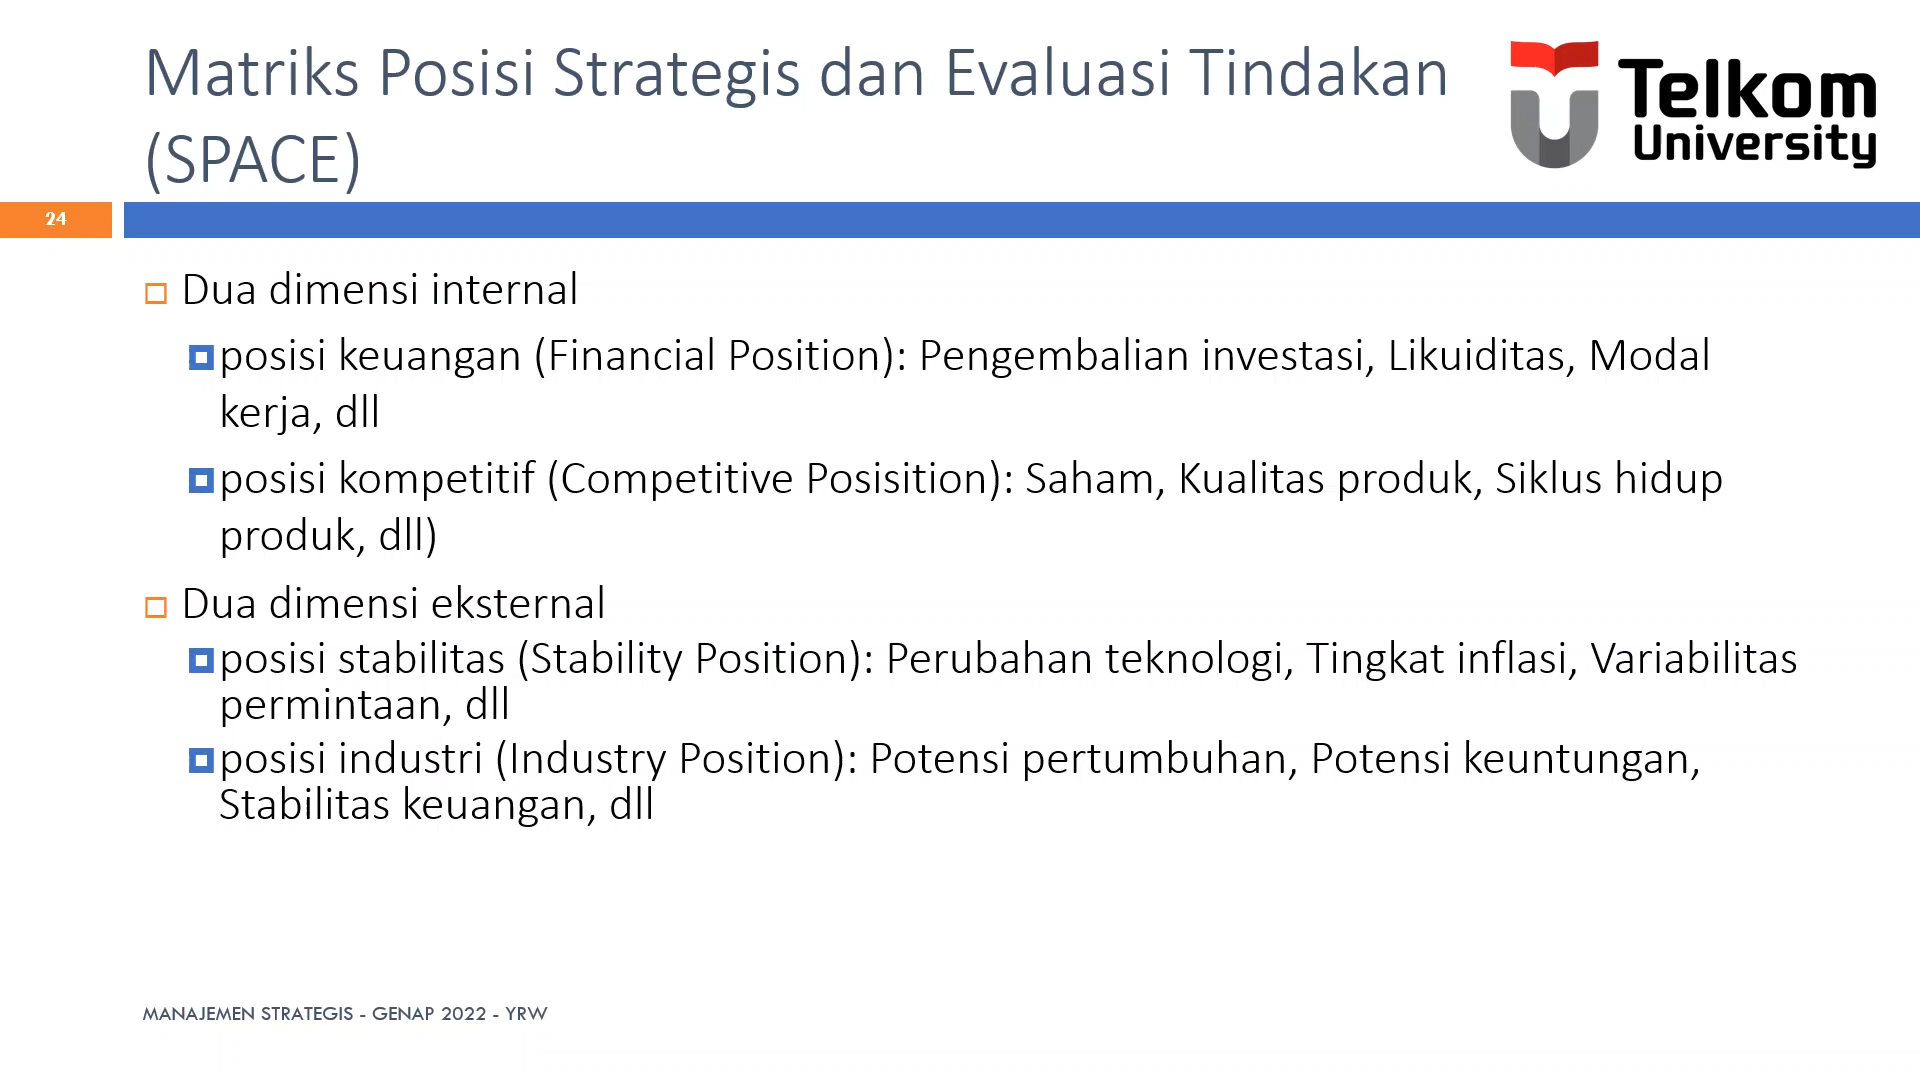 Matriks Posisi Strategis dan Evaluasi Tindakan
(SPACE)
Telkom
University
24
Dua dimensi internal
posisi keuangan (Financial Position): Pengembalian investasi, Likuiditas, Modal
kerja, dll
posisi kompetitif (Competitive Posisition): Saham, Kualitas produk, Siklus hidup
produk, dll)
Dua dimensi eksternal
posisi stabilitas (Stability Position): Perubahan teknologi, Tingkat inflasi, Variabilitas
permintaan, dll
posisi industri (Industry Position): Potensi pertumbuhan, Potensi keuntungan,
Stabilitas keuangan, dll
MANAJEMEN STRATEGIS - GENAP 2022 - YRW